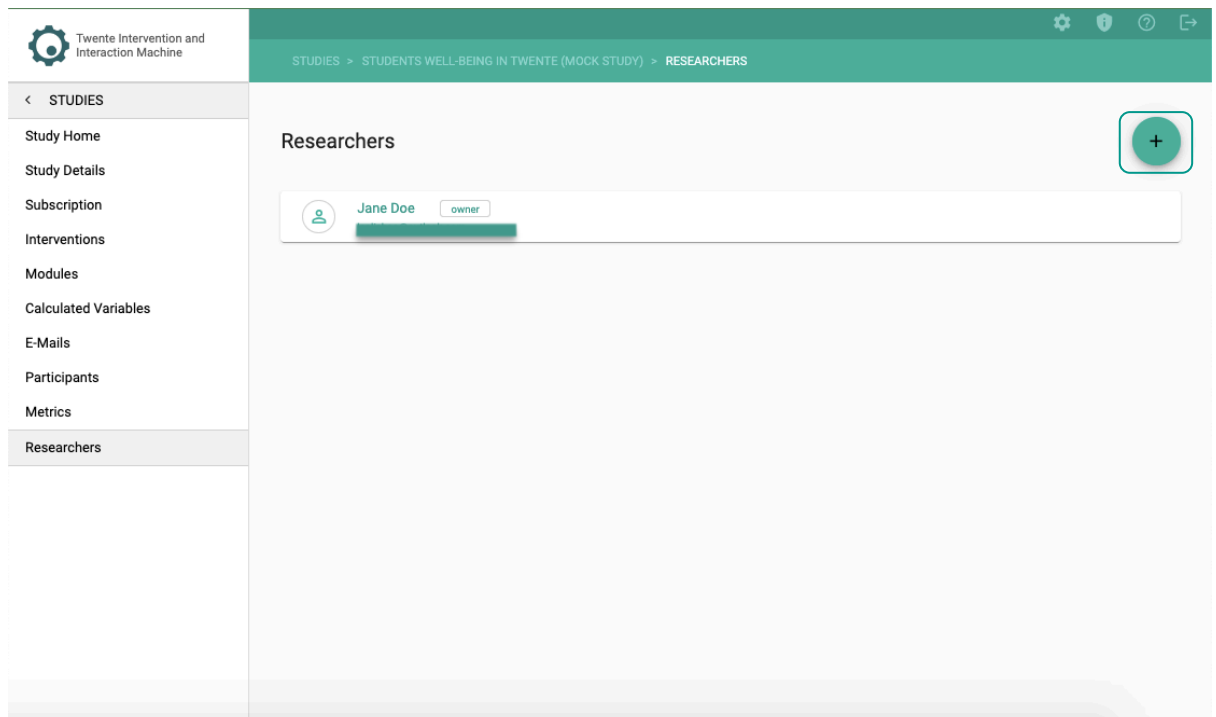 Twente Intervention and
Interaction Machine
STUDIES > STUDENTS WELL-BEING IN TWENTE (MOCK STUDY) > RESEARCHERS
< STUDIES
Study Home
Study Details
Subscription
Interventions
Modules
Calculated Variables
E-Mails
Participants
Metrics
Researchers
Researchers
+
Jane Doe owner